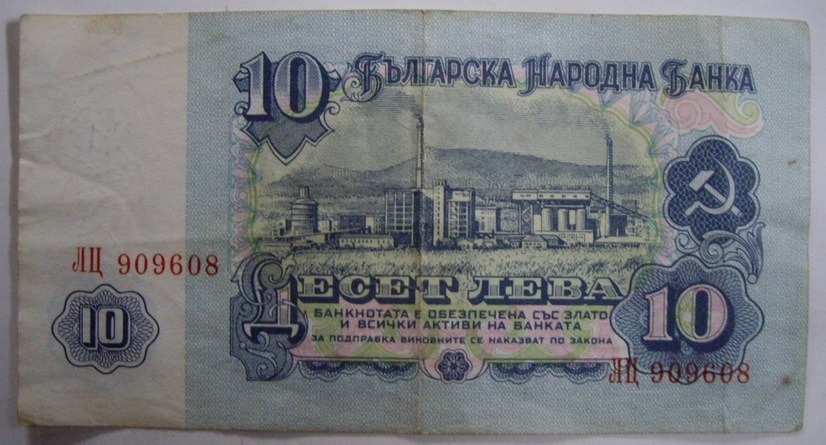 10 Българска Народна Банка
ЛЦ 909608
10
Десет лева
БАНКНОТАТА Е ОБЕЗПЕЧЕНА СЪС ЗЛАТО
И ВСИЧКИ АКТИВИ НА БАНКАТА
ЗА ПОДПРАВКА ВИНОВНИТЕ СЕ НАКАЗВАТ ПО ЗАКОНА
10
ЛЦ 909608